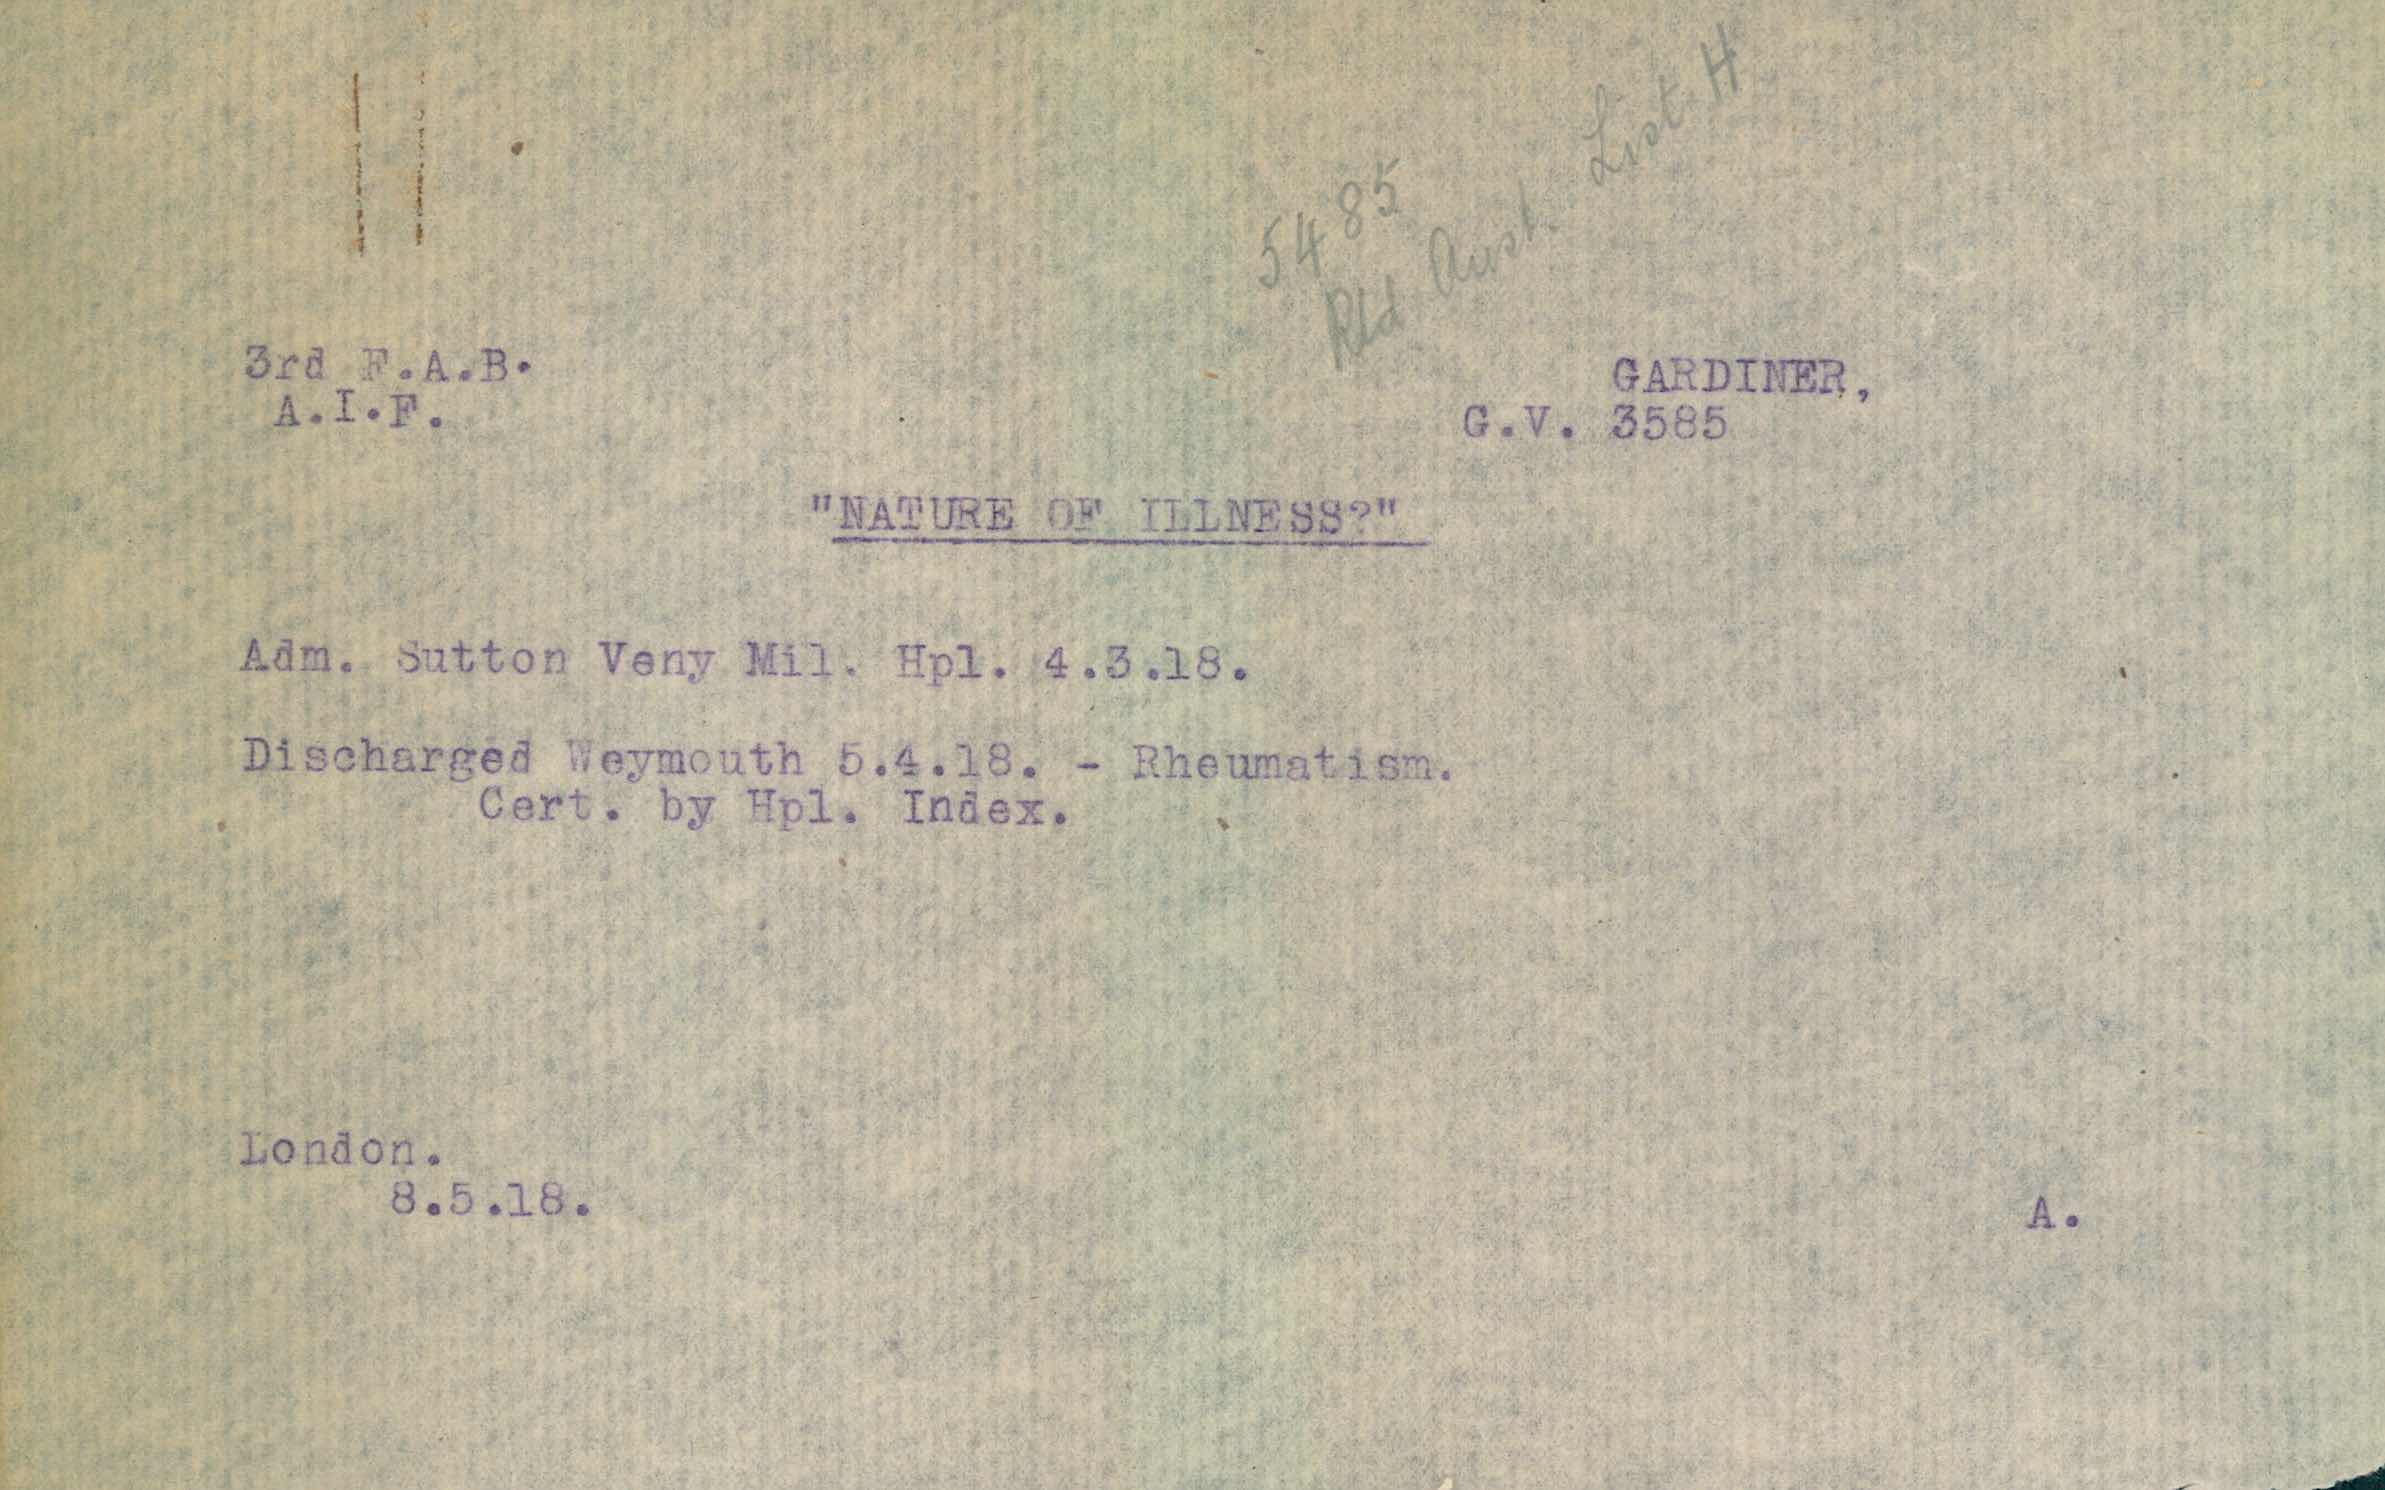 5485
Rld Aust. List H
3rd F.A.B.
A.I.F.
GARDINER,
G.V. 3585
"NATURE OF ILLNESS?"
Adm. Sutton Veny Mil. Hpl. 4.3.18.
Discharged Weymouth 5.4.18. - Rheumatism.
Cert. by Hpl. Index.
London.
8.5.18.
A.